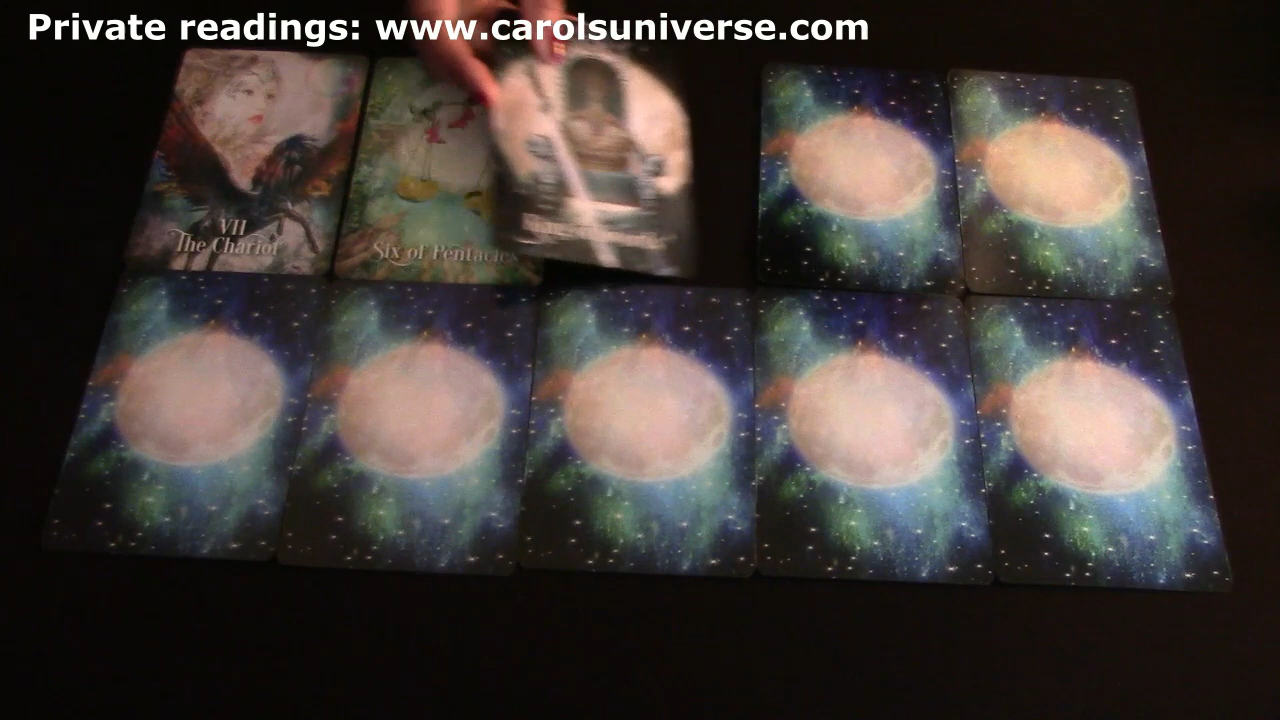 Private readings: www.carolsuniverse.com
VII
The Chariot
Six of Pentacles